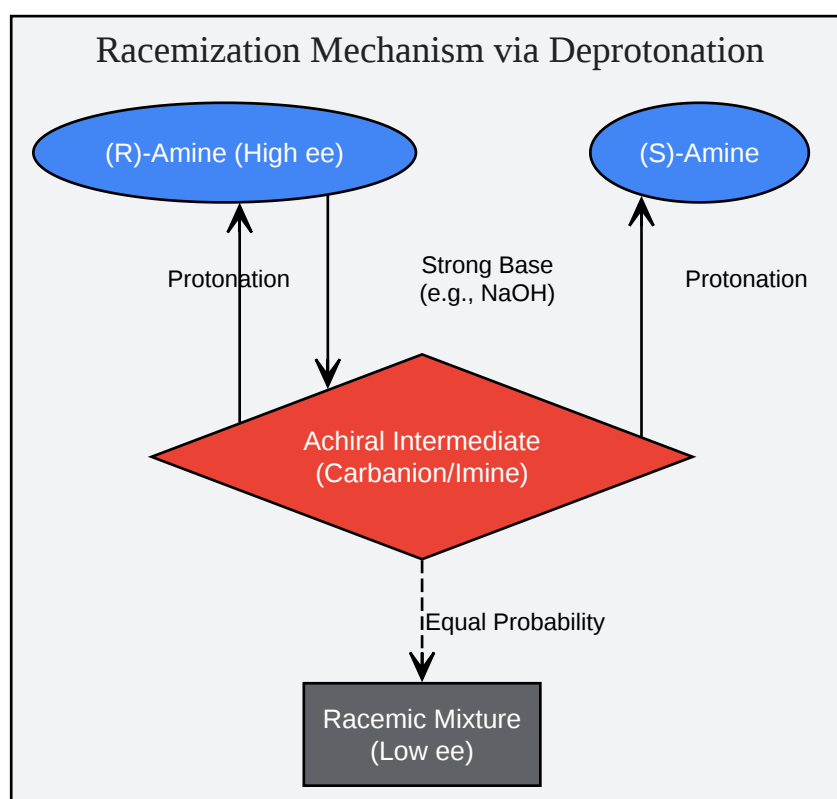 Racemization Mechanism via Deprotonation
(R)-Amine (High ee)
(S)-Amine
Protonation
Strong Base
(e.g., NaOH)
Protonation
Achiral Intermediate
(Carbanion/Imine)
Equal Probability
Racemic Mixture
(Low ee)